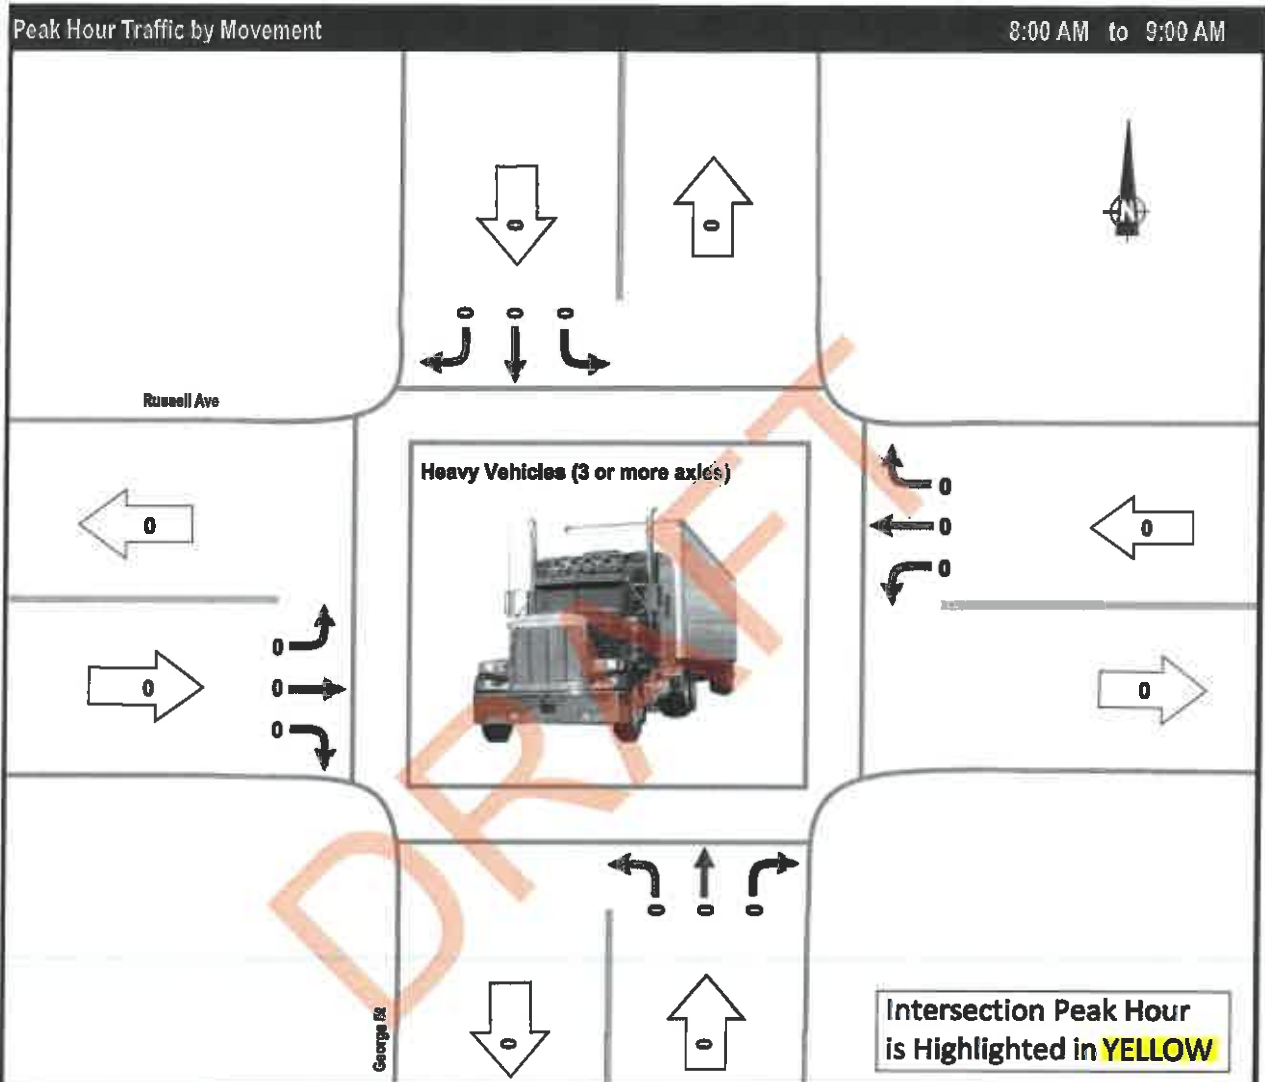 Peak Hour Traffic by Movement 8:00 AM to 9:00 AM
N
0 0
0 0 0
Russell Ave
Heavy Vehicles (3 or more axles)
0
0
0
0
0
0
0
0
0
0
0
DRAFT
0 0 0
0 0
George St
Intersection Peak Hour
is Highlighted in YELLOW